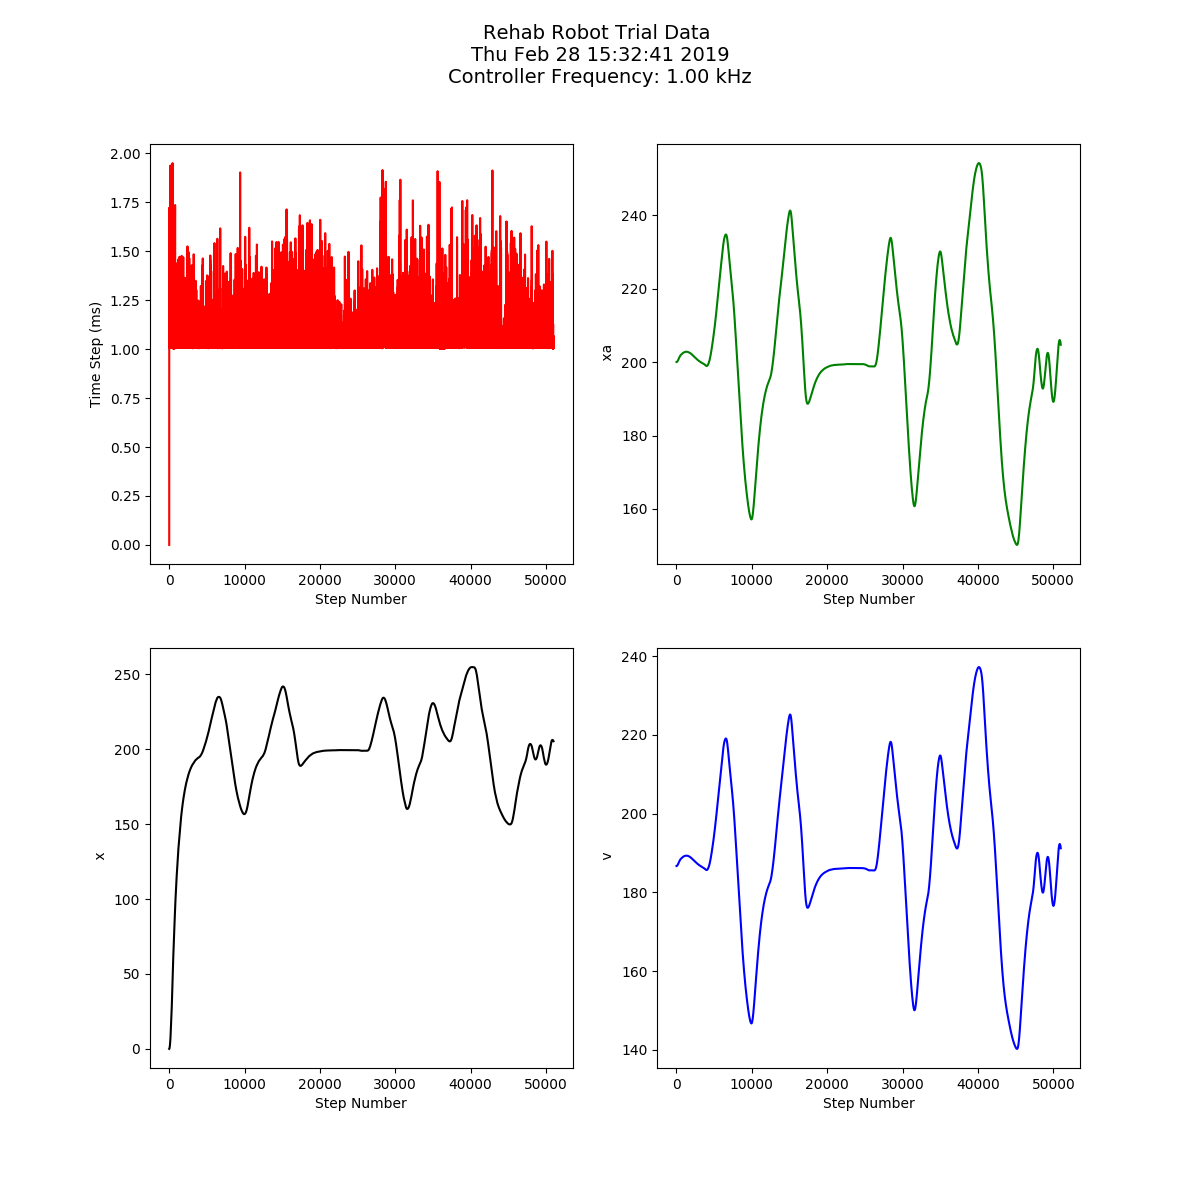 Rehab Robot Trial Data
Thu Feb 28 15:32:41 2019
Controller Frequency: 1.00 kHz
2.00
1.75
1.50
1.25
1.00
0.75
0.50
0.25
0.00
Time Step (ms)
0 10000 20000 30000 40000 50000
Step Number
240
220
200
180
160
xa
0 10000 20000 30000 40000 50000
Step Number
250
200
150
100
50
0
x
0 10000 20000 30000 40000 50000
Step Number
240
220
200
180
160
140
v
0 10000 20000 30000 40000 50000
Step Number